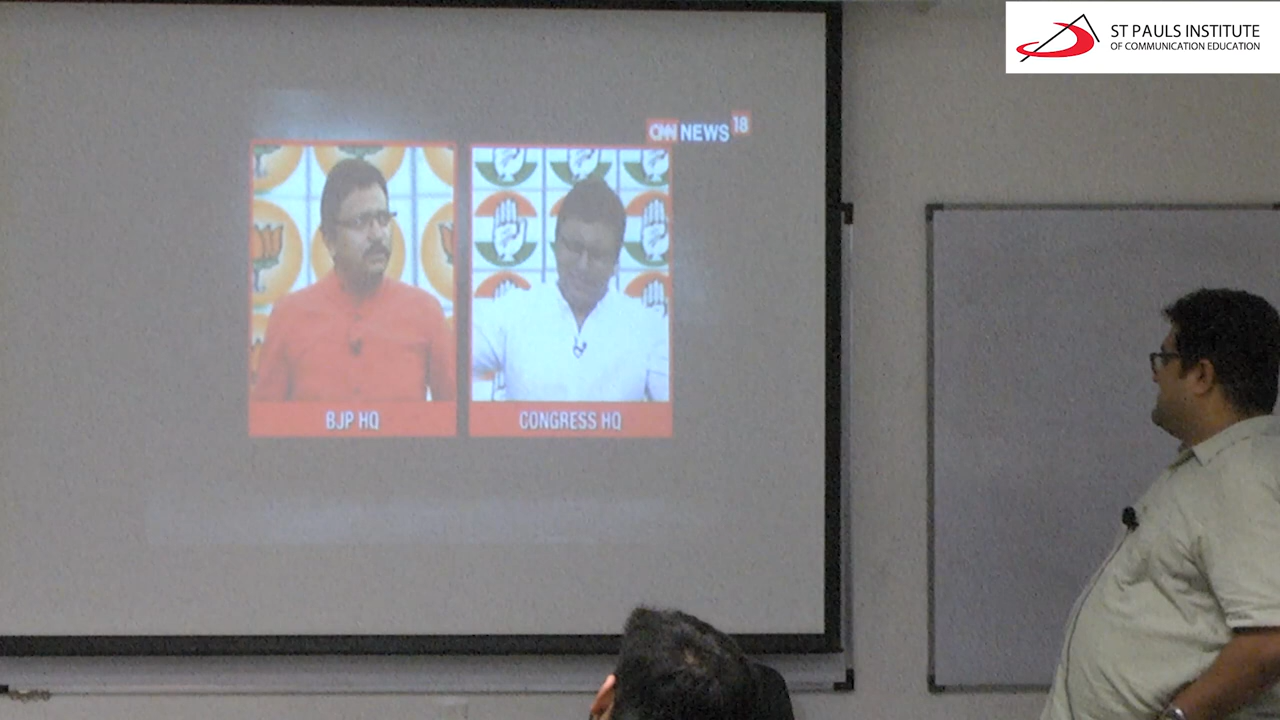 ST PAULS INSTITUTE
OF COMMUNICATION EDUCATION
CNN NEWS 18
BJP HQ
CONGRESS HQ